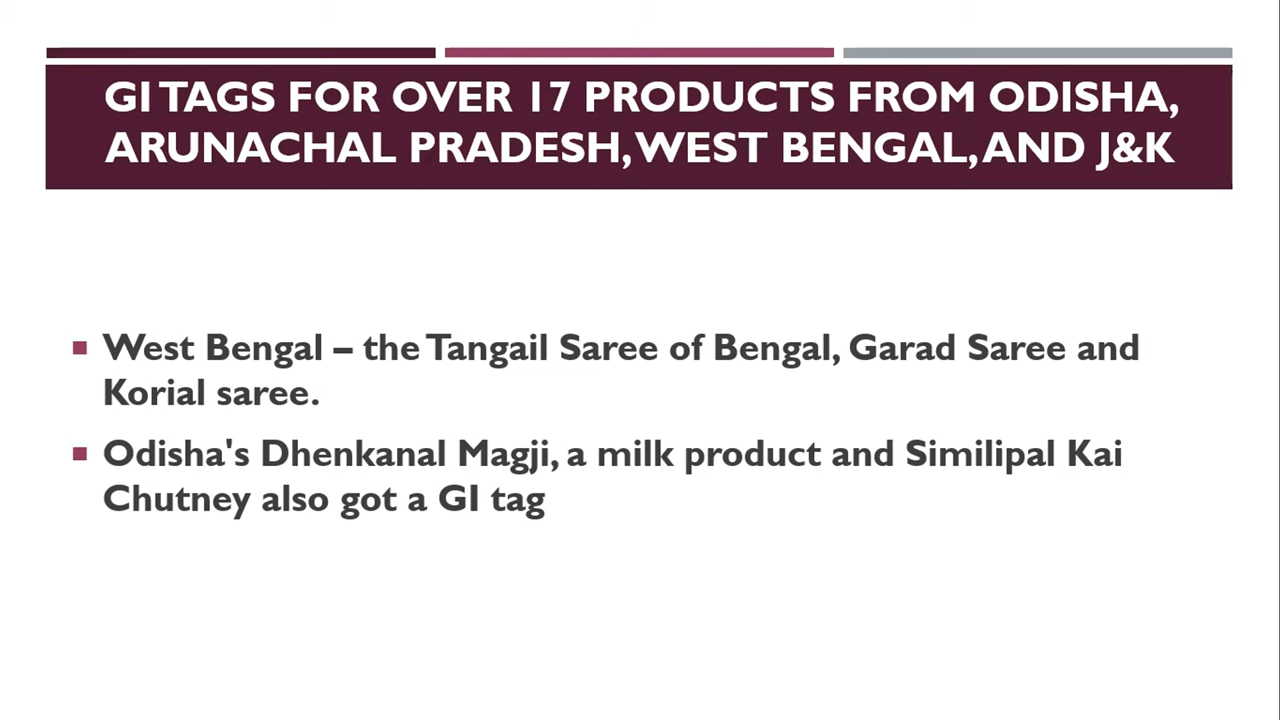 GI TAGS FOR OVER 17 PRODUCTS FROM ODISHA,
ARUNACHAL PRADESH, WEST BENGAL, AND J&K
West Bengal – the Tangail Saree of Bengal, Garad Saree and
Korial saree.
Odisha's Dhenkanal Magji, a milk product and Similipal Kai
Chutney also got a GI tag